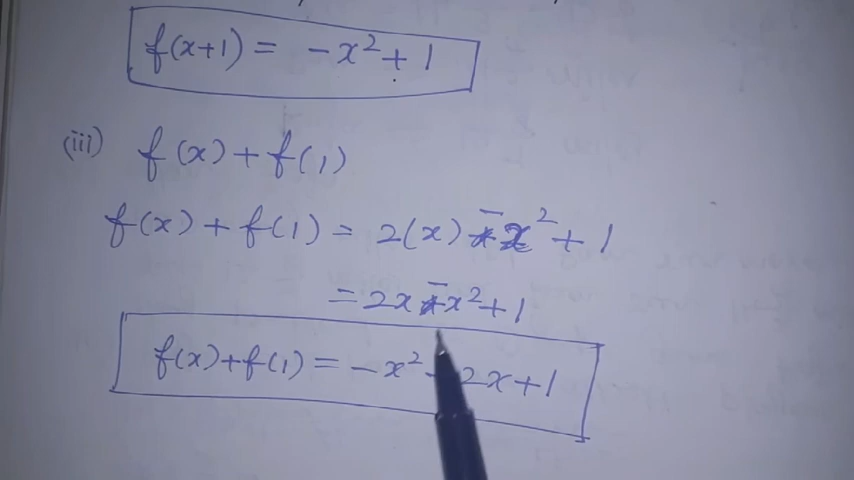 f(x+1) = -x² + 1
(iii) f(x) + f(1)
f(x) + f(1) = 2(x) - x² + 1
= 2x - x² + 1
f(x) + f(1) = -x² 2x + 1